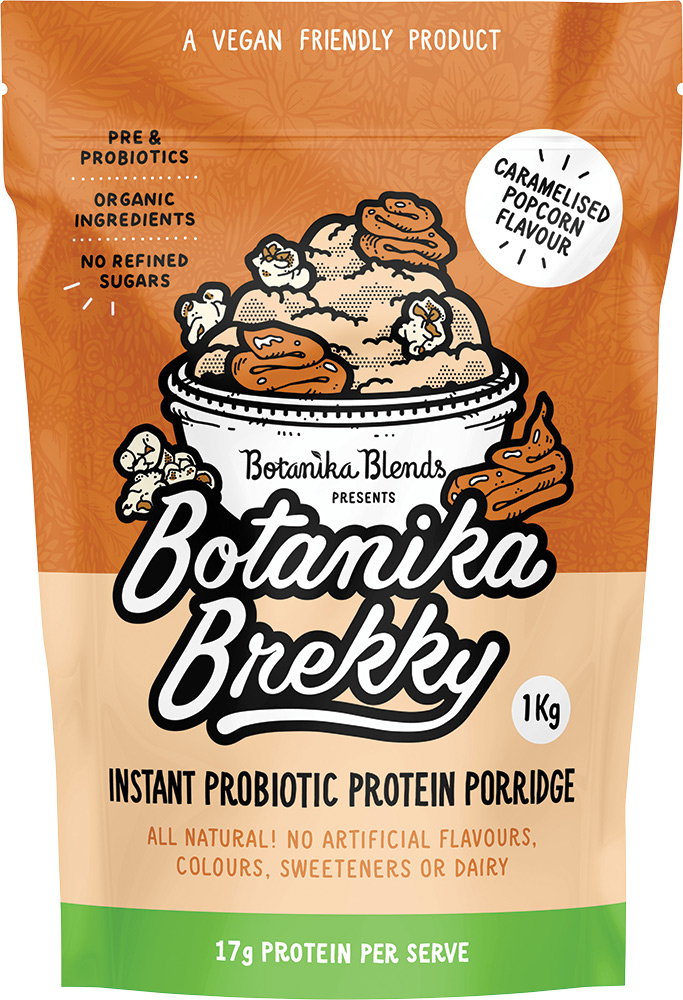 A VEGAN FRIENDLY PRODUCT
PRE &
PROBIOTICS
ORGANIC
INGREDIENTS
NO REFINED
SUGARS
CARAMELISED
POPCORN
FLAVOUR
Botanika Blends
PRESENTS
Botanika
Brekky
1Kg
INSTANT PROBIOTIC PROTEIN PORRIDGE
ALL NATURAL! NO ARTIFICIAL FLAVOURS,
COLOURS, SWEETENERS OR DAIRY
17g PROTEIN PER SERVE